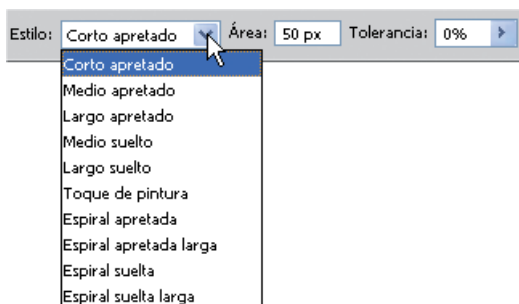 Estilo: Corto apretado Área: 50 px Tolerancia: 0%
Corto apretado
Medio apretado
Largo apretado
Medio suelto
Largo suelto
Toque de pintura
Espiral apretada
Espiral apretada larga
Espiral suelta
Espiral suelta larga